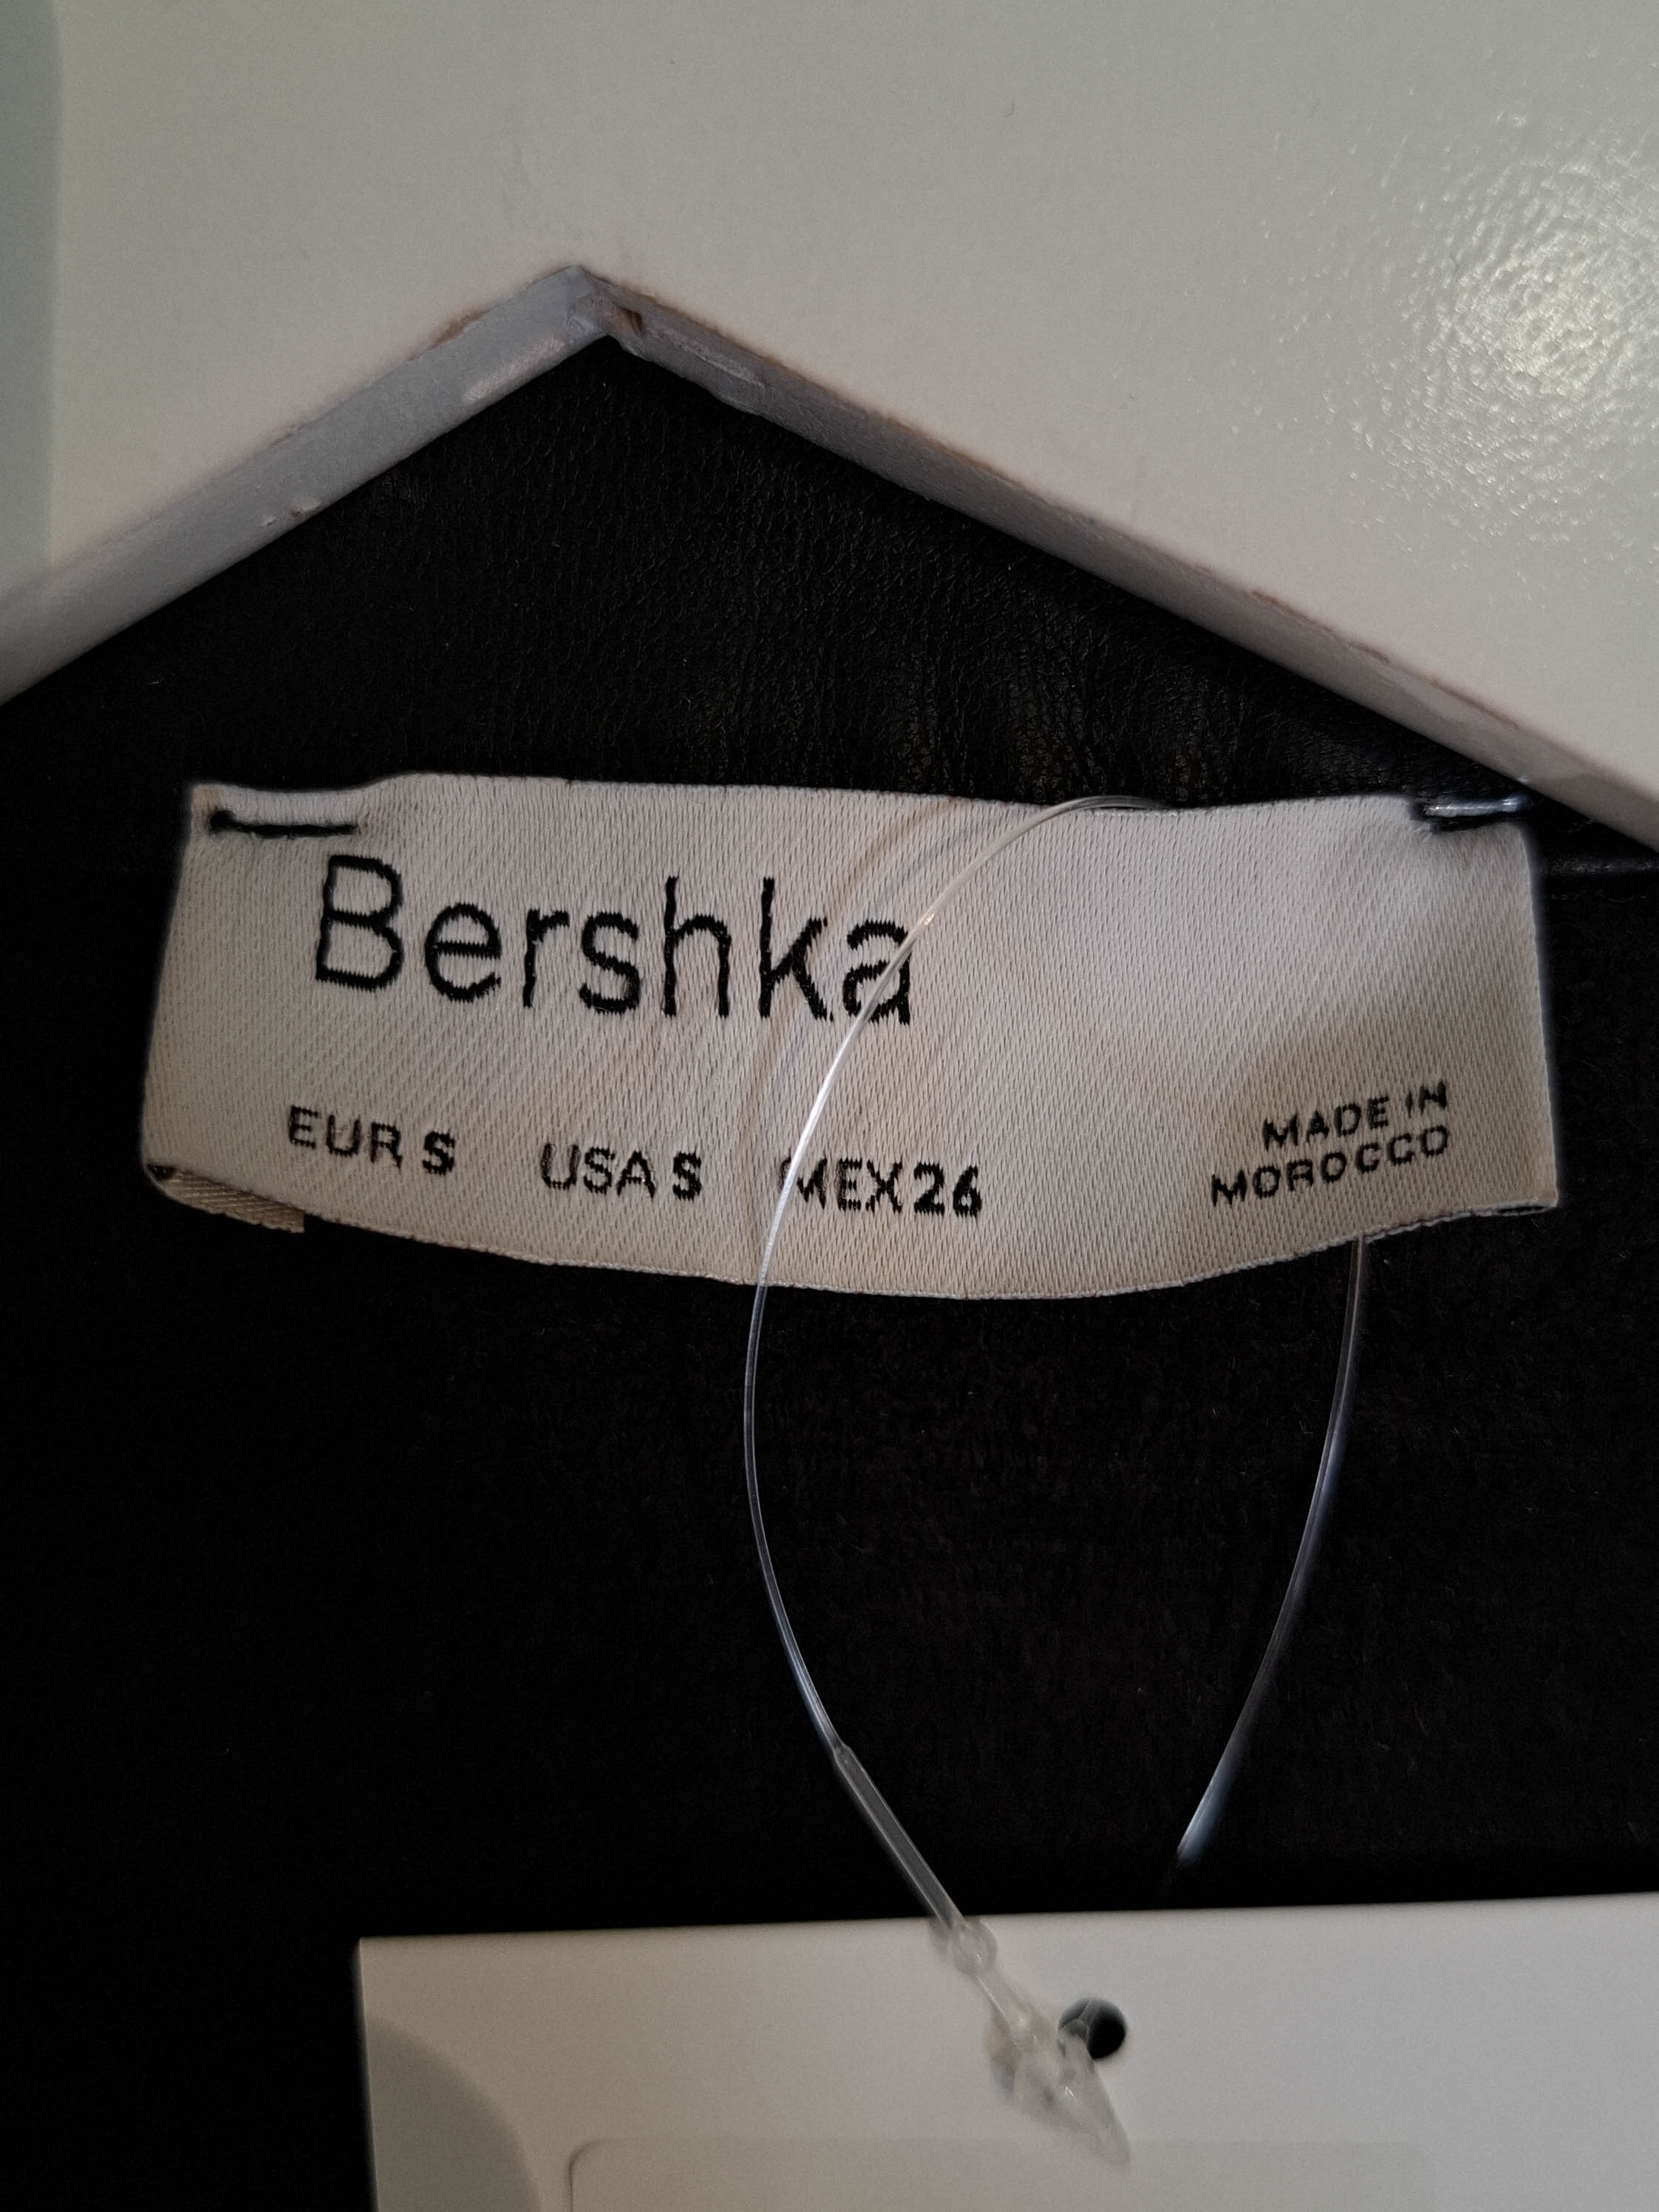 Bershka
EUR S USA S MEX 26
MADE IN
MOROCCO